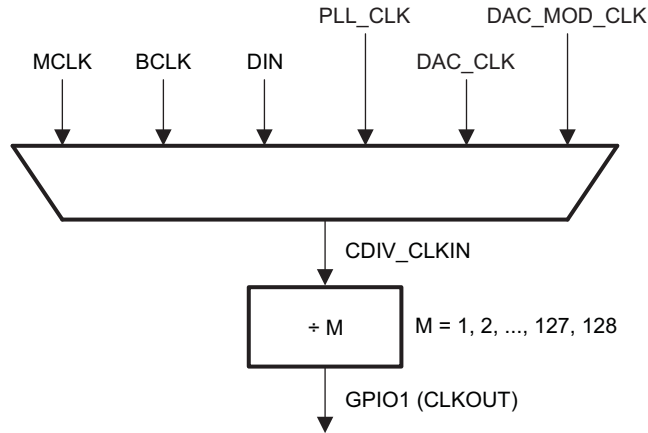 PLL_CLK DAC_MOD_CLK
MCLK BCLK DIN DAC_CLK
CDIV_CLKIN
÷ M M = 1, 2, ..., 127, 128
GPIO1 (CLKOUT)